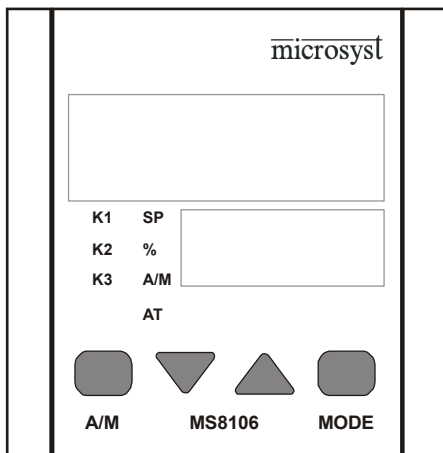 microsyst
K1 SP
K2 %
K3 A/M
AT
A/M MS8106 MODE